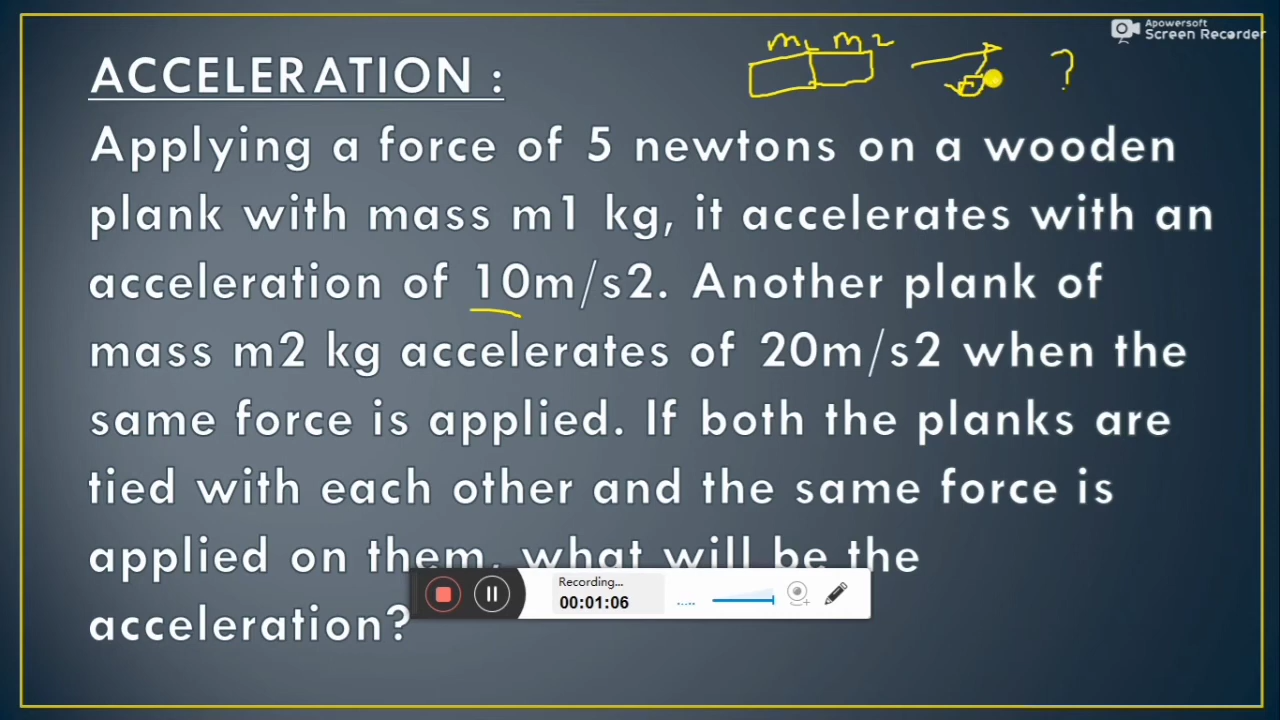 Apowersoft
Screen Recorder
m1 m2
?
ACCELERATION :
Applying a force of 5 newtons on a wooden
plank with mass m1 kg, it accelerates with an
acceleration of 10m/s2. Another plank of
mass m2 kg accelerates of 20m/s2 when the
same force is applied. If both the planks are
tied with each other and the same force is
applied on them, what will be the
acceleration?
Recording...
00:01:06